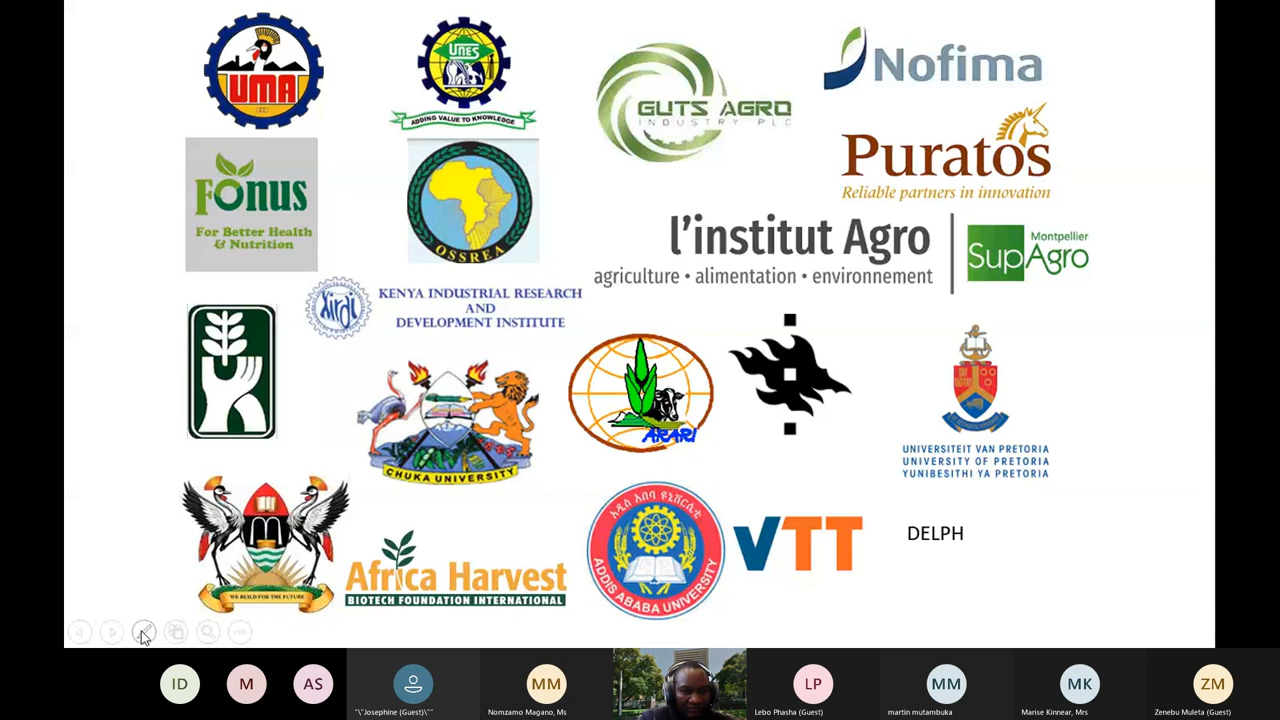 UMA
UNES
ADDING VALUE TO KNOWLEDGE
GUTS AGRO
INDUSTRY PLC
Nofima
Puratos
Reliable partners in innovation
Fonus
For Better Health
& Nutrition
OSSREA
l'institut Agro
agriculture • alimentation • environnement
Montpellier
SupAgro
Kirdi
KENYA INDUSTRIAL RESEARCH
AND
DEVELOPMENT INSTITUTE
CHUKA UNIVERSITY
ARARI
UNIVERSITEIT VAN PRETORIA
UNIVERSITY OF PRETORIA
YUNIBESITHI YA PRETORIA
WE BUILD FOR THE FUTURE
Africa Harvest
BIOTECH FOUNDATION INTERNATIONAL
አዲስ አበባ ዩኒቨርሲቲ
ADDIS ABABA UNIVERSITY
VTT
DELPH
ID
M
AS
MM
LP
MM
MK
ZM
"\"Josephine (Guest)\""
Nomzamo Magano, Ms
Lebo Phasha (Guest)
martin mutambuka
Marise Kinnear, Mrs
Zenebu Muleta (Guest)